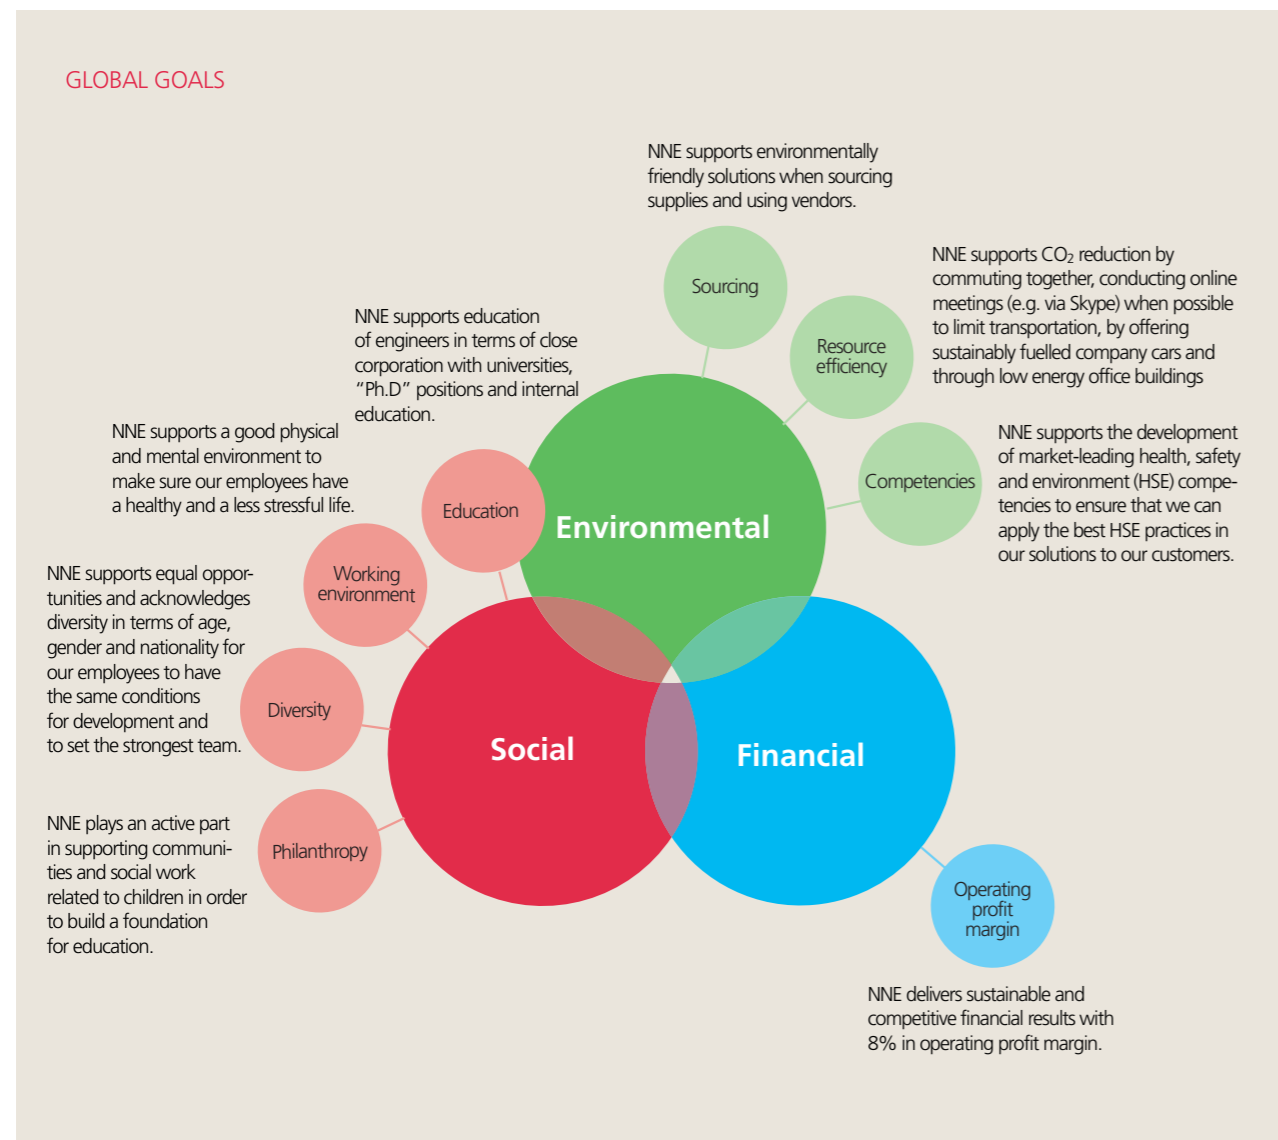 GLOBAL GOALS
NNE supports environmentally
friendly solutions when sourcing
supplies and using vendors.
Sourcing
NNE supports CO₂ reduction by
commuting together, conducting online
meetings (e.g. via Skype) when possible
to limit transportation, by offering
sustainably fuelled company cars and
through low energy office buildings
Resource
efficiency
NNE supports the development
of market-leading health, safety
and environment (HSE) compe-
tencies to ensure that we can
apply the best HSE practices in
our solutions to our customers.
Competencies
Environmental
NNE supports education
of engineers in terms of close
corporation with universities,
“Ph.D” positions and internal
education.
Education
NNE supports a good physical
and mental environment to
make sure our employees have
a healthy and a less stressful life.
Working
environment
NNE supports equal oppor-
tunities and acknowledges
diversity in terms of age,
gender and nationality for
our employees to have
the same conditions
for development and
to set the strongest team.
Diversity
NNE plays an active part
in supporting communi-
ties and social work
related to children in order
to build a foundation
for education.
Philanthropy
Social
Financial
Operating
profit
margin
NNE delivers sustainable and
competitive financial results with
8% in operating profit margin.